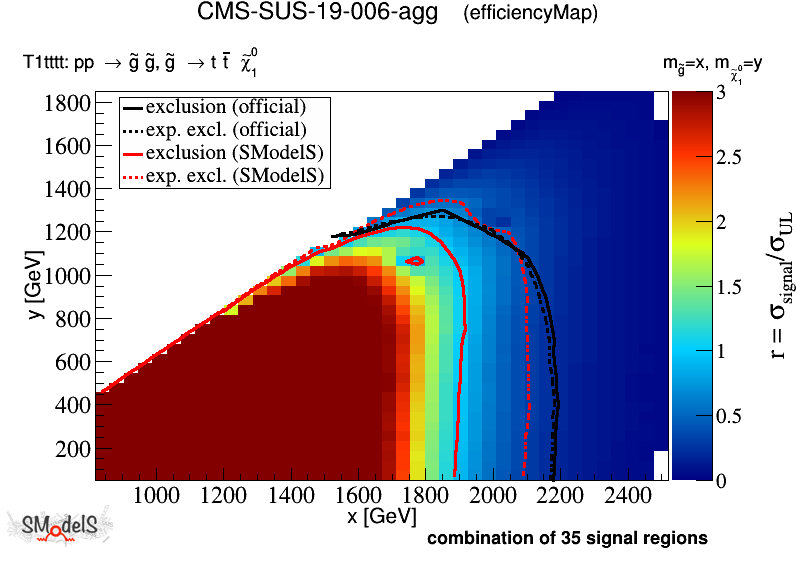 CMS-SUS-19-006-agg (efficiencyMap)
T1tttt: pp → g̃ g̃, g̃ → t t̄ χ̃₁⁰
m_g̃=x, m_χ̃₁⁰=y
exclusion (official)
exp. excl. (official)
exclusion (SModelS)
exp. excl. (SModelS)
1800
1600
1400
1200
1000
800
600
400
200
y [GeV]
3
2.5
2
1.5
1
0.5
0
r = σ_signal/σ_UL
1000 1200 1400 1600 1800 2000 2200 2400
x [GeV]
SModelS
combination of 35 signal regions